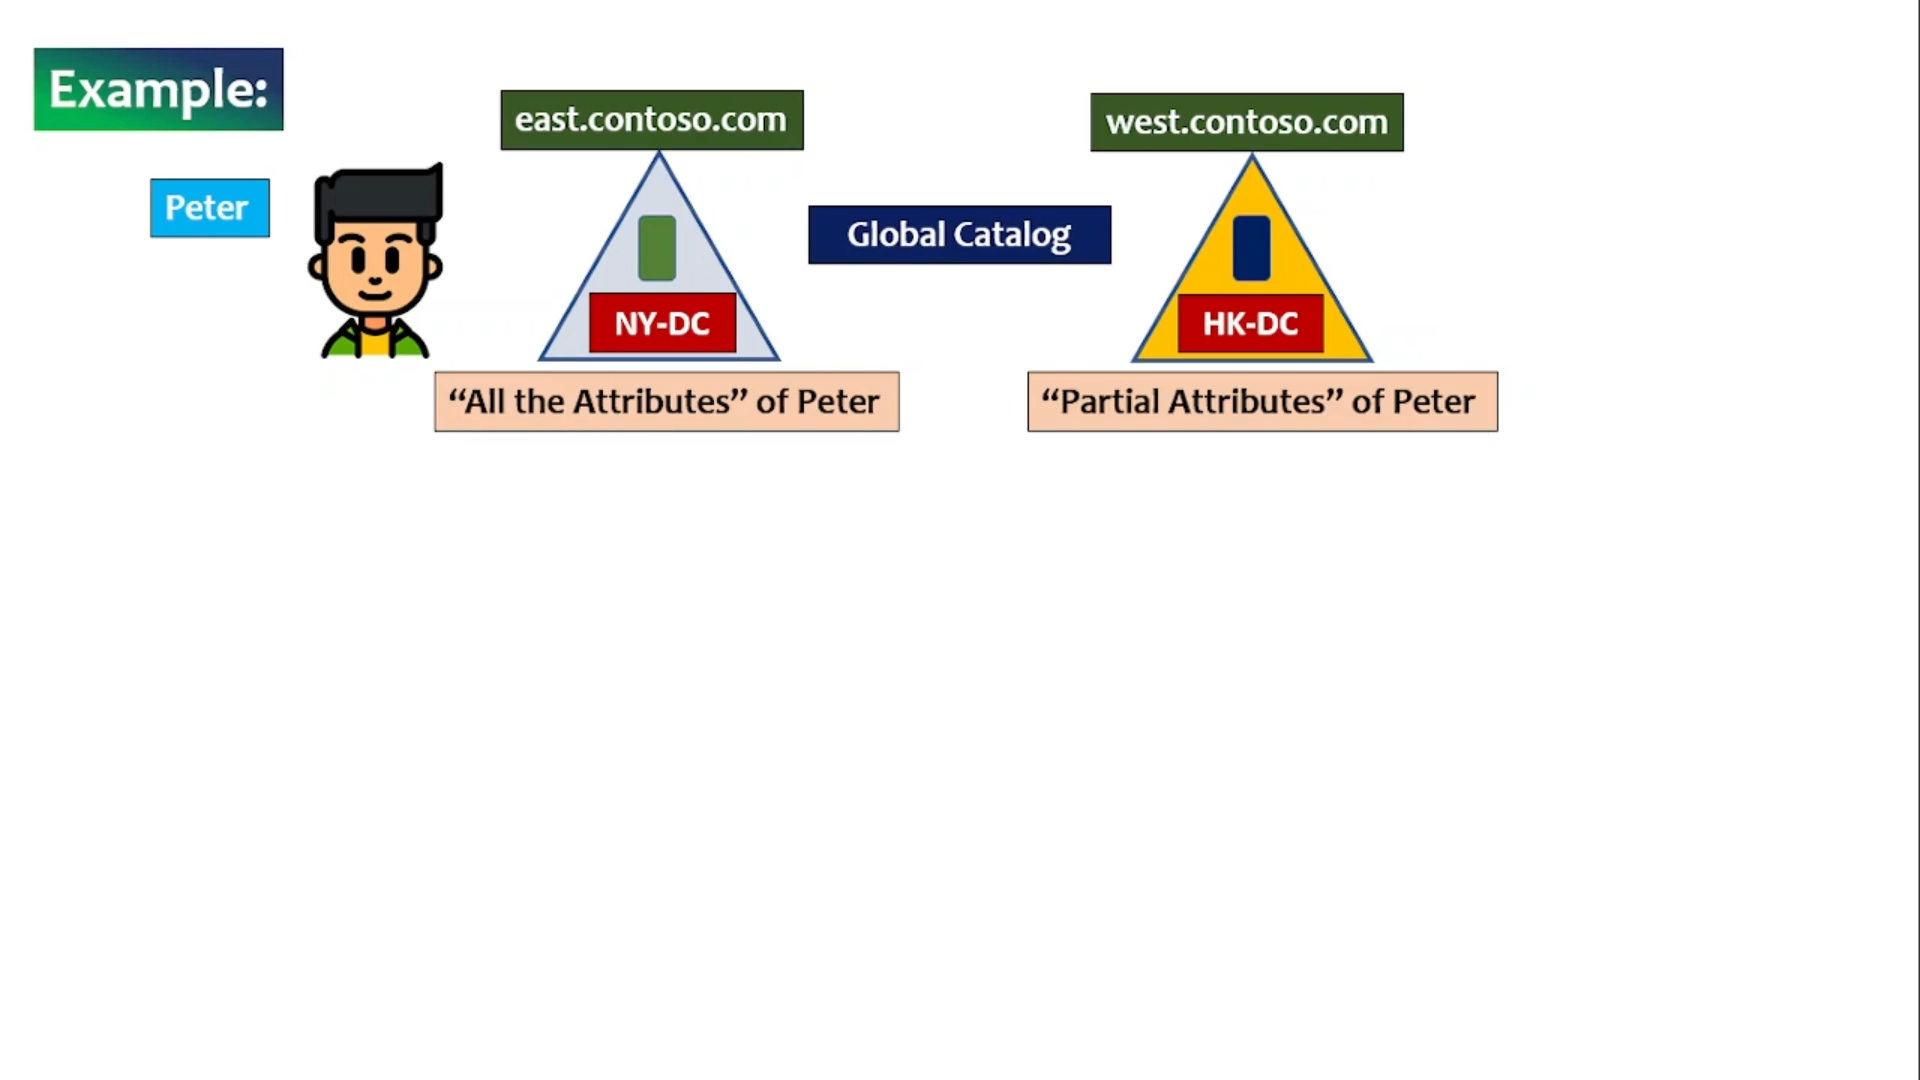 Example:
east.contoso.com
west.contoso.com
Peter
Global Catalog
NY-DC
HK-DC
“All the Attributes” of Peter
“Partial Attributes” of Peter